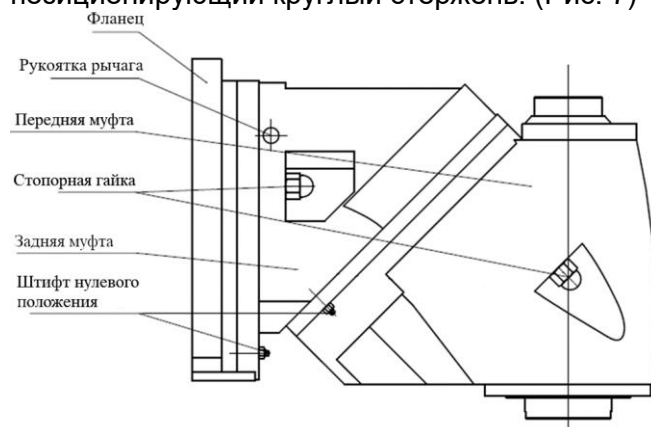 позиционирующий круглый стержень. (Рис. 7)
Фланец
Рукоятка рычага
Передняя муфта
Стопорная гайка
Задняя муфта
Штифт нулевого
положения